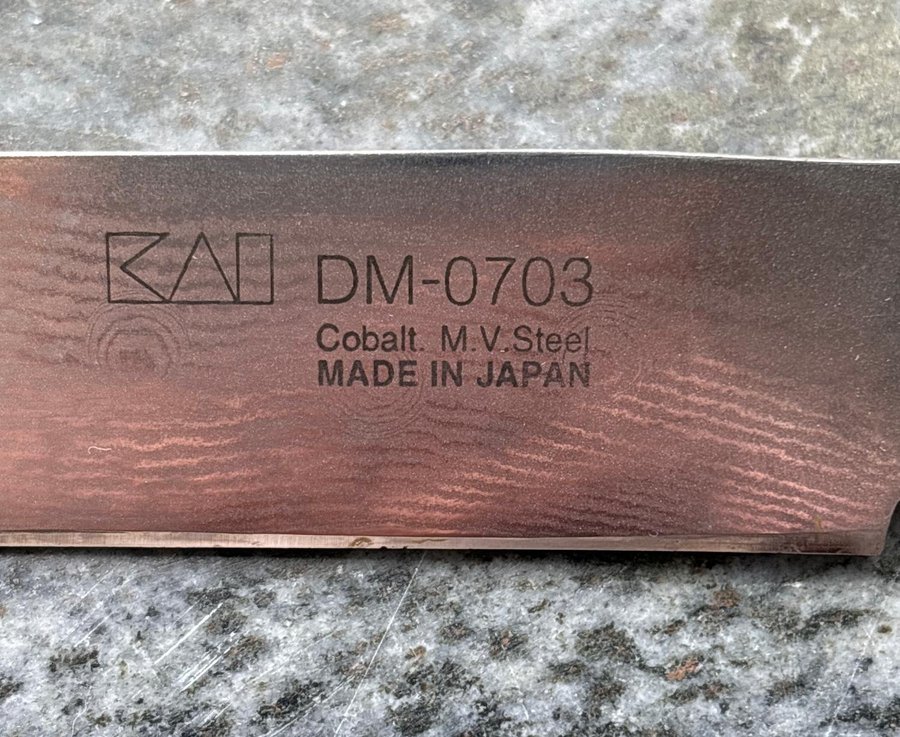 KAI DM-0703
Cobalt. M.V.Steel
MADE IN JAPAN